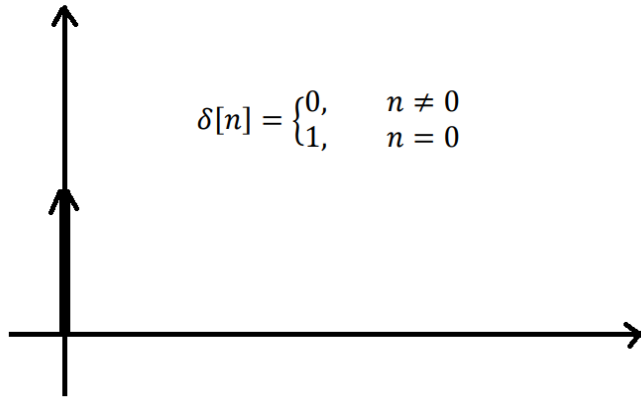 δ[n] = {0, n ≠ 0
1, n = 0